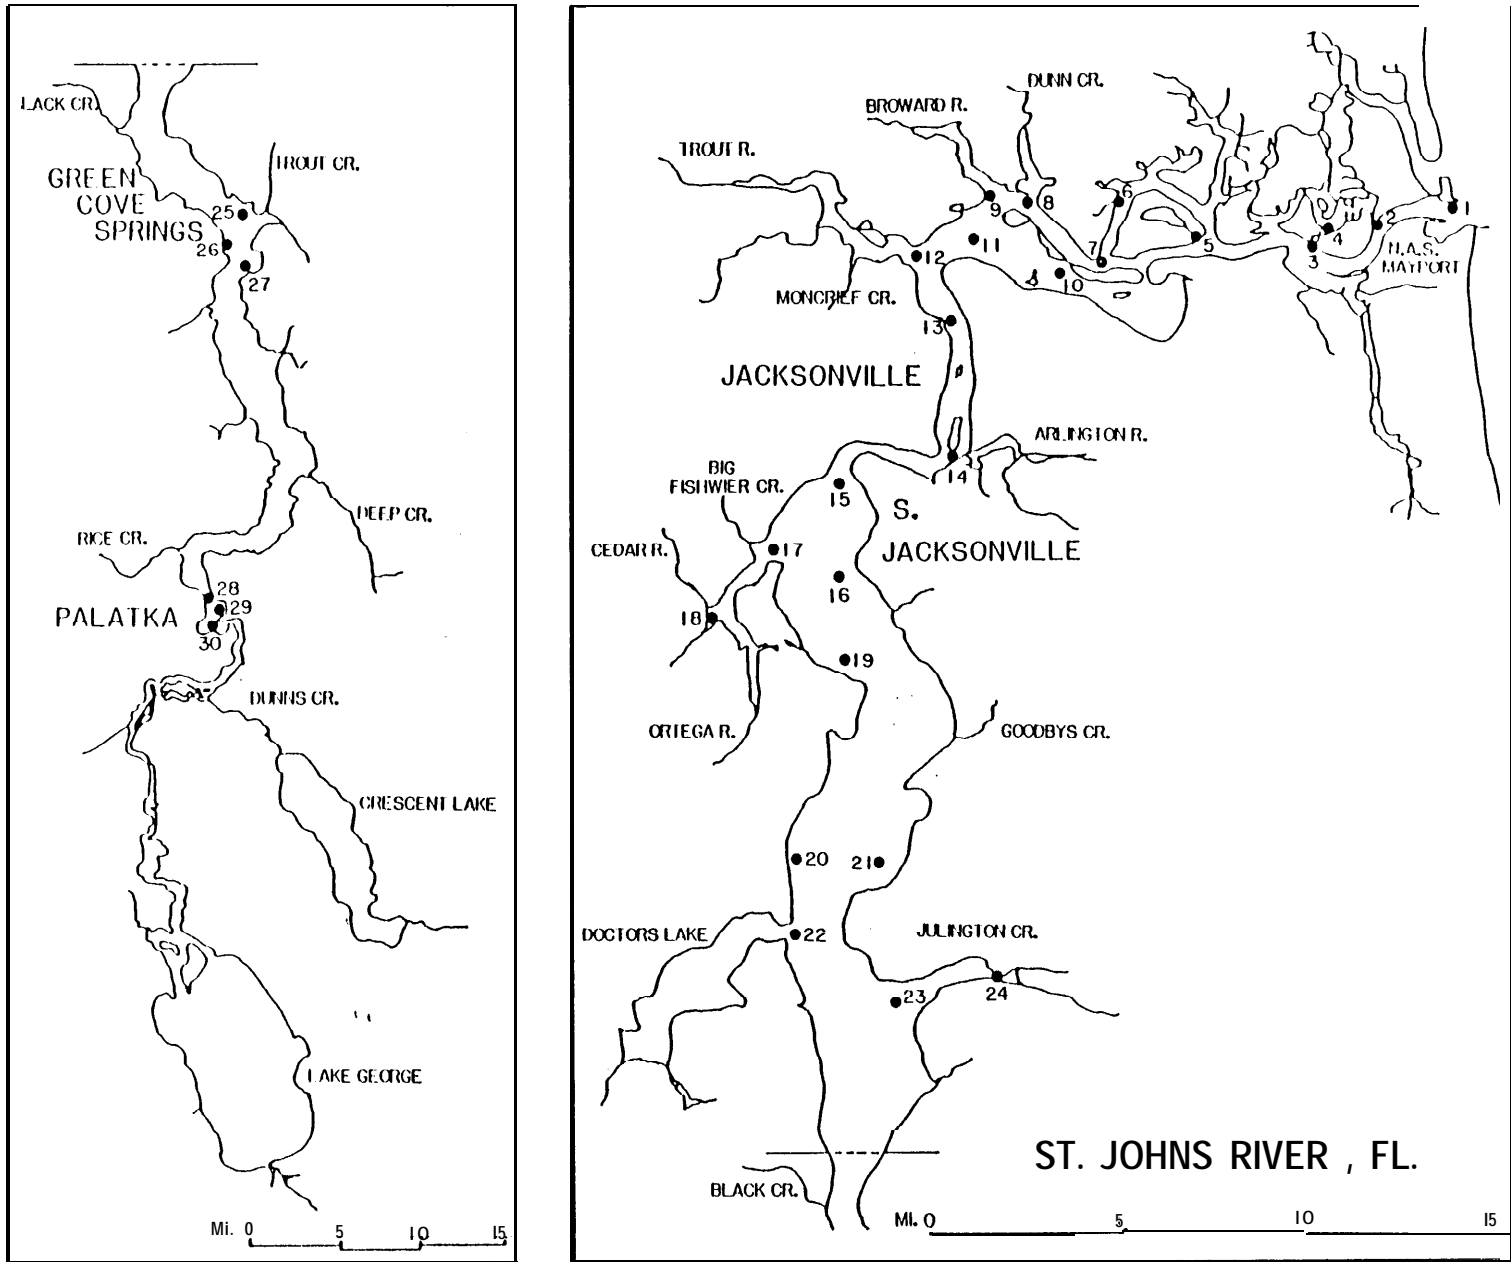 LACK CR.
TROUT CR.
GREEN
COVE
SPRINGS
25
26
27
DEEP CR.
RICE CR.
28
29
PALATKA
30
DUNNS CR.
CRESCENT LAKE
LAKE GEORGE
Mi. 0 5 10 15
DUNN CR.
BROWARD R.
TROUT R.
6
9 8
1
2
4
11
5
7
3
N.A.S.
MAYPORT
12
10
MONCRIEF CR.
13
JACKSONVILLE
ARLINGTON R.
BIG
FISHWIER CR.
14
15
S.
JACKSONVILLE
CEDAR R.
17
16
18
19
ORTEGA R.
GOODBYS CR.
20
21
DOCTORS LAKE
22
JULINGTON CR.
23
24
ST. JOHNS RIVER , FL.
BLACK CR.
MI. 0 5 10 15